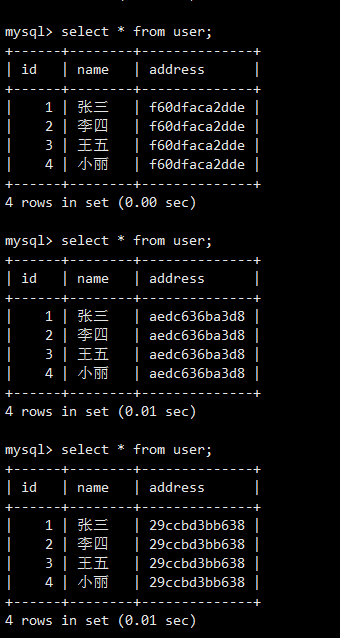 mysql> select * from user;
+------+--------+--------------+
| id   | name   | address      |
+------+--------+--------------+
|    1 | 张三   | f60dfaca2dde |
|    2 | 李四   | f60dfaca2dde |
|    3 | 王五   | f60dfaca2dde |
|    4 | 小丽   | f60dfaca2dde |
+------+--------+--------------+
4 rows in set (0.00 sec)
mysql> select * from user;
+------+--------+--------------+
| id   | name   | address      |
+------+--------+--------------+
|    1 | 张三   | aedc636ba3d8 |
|    2 | 李四   | aedc636ba3d8 |
|    3 | 王五   | aedc636ba3d8 |
|    4 | 小丽   | aedc636ba3d8 |
+------+--------+--------------+
4 rows in set (0.01 sec)
mysql> select * from user;
+------+--------+--------------+
| id   | name   | address      |
+------+--------+--------------+
|    1 | 张三   | 29ccbd3bb638 |
|    2 | 李四   | 29ccbd3bb638 |
|    3 | 王五   | 29ccbd3bb638 |
|    4 | 小丽   | 29ccbd3bb638 |
+------+--------+--------------+
4 rows in set (0.01 sec)